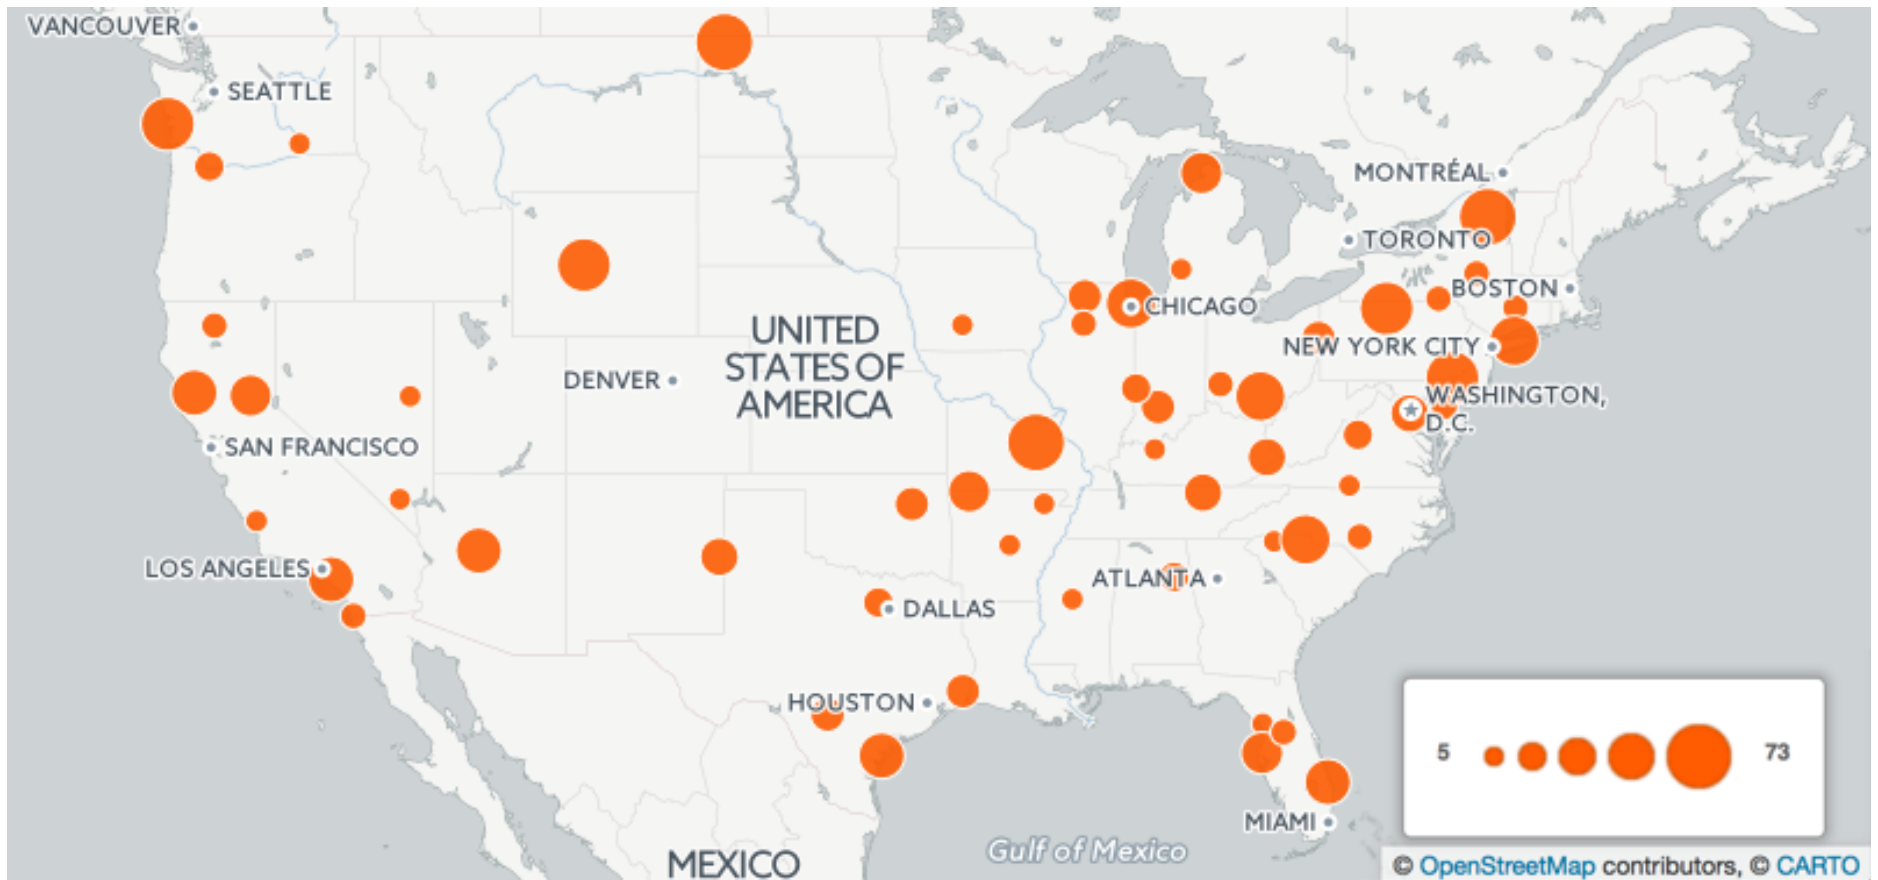 VANCOUVER
SEATTLE
MONTRÉAL
TORONTO
BOSTON
CHICAGO
UNITED
STATES OF
AMERICA
NEW YORK CITY
DENVER
WASHINGTON,
D.C.
SAN FRANCISCO
LOS ANGELES
ATLANTA
DALLAS
HOUSTON
5 73
MIAMI
Gulf of Mexico
MEXICO
© OpenStreetMap contributors, © CARTO